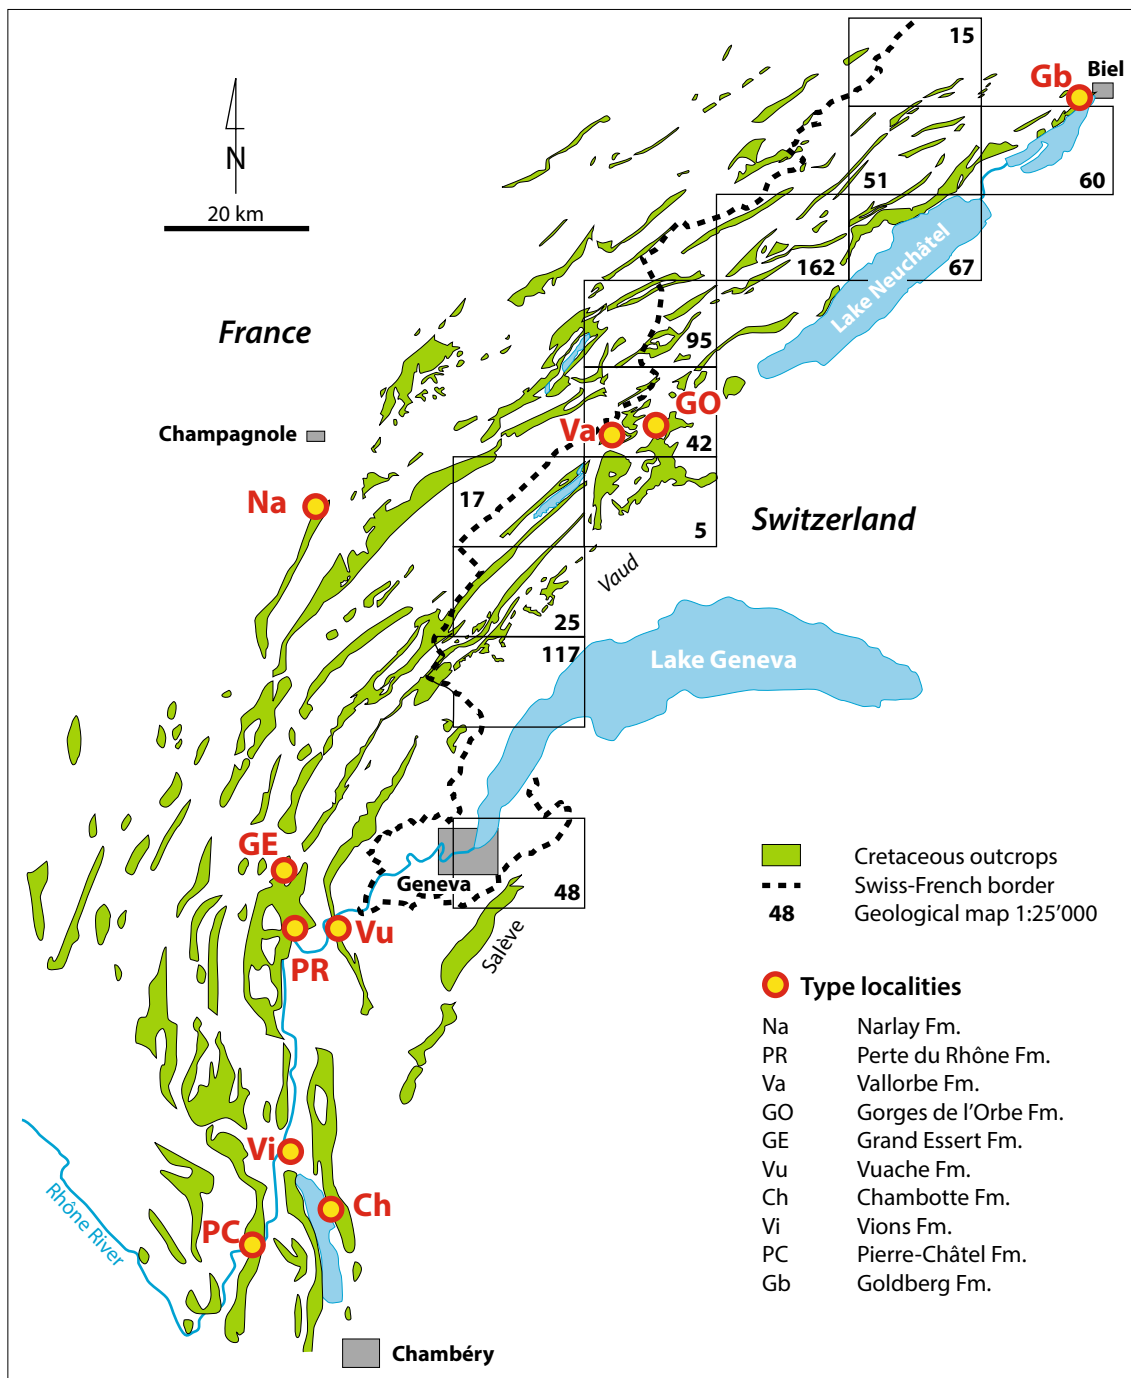 15
Gb
Biel
N
51
60
20 km
162
67
Lake Neuchâtel
France
95
GO
Va
42
Champagnole
Na
17
5
Switzerland
Vaud
25
117
Lake Geneva
GE
Geneva
48
Vu
PR
Salève
Cretaceous outcrops
Swiss-French border
48 Geological map 1:25’000
Type localities
Na Narlay Fm.
PR Perte du Rhône Fm.
Va Vallorbe Fm.
GO Gorges de l’Orbe Fm.
GE Grand Essert Fm.
Vu Vuache Fm.
Ch Chambotte Fm.
Vi Vions Fm.
PC Pierre-Châtel Fm.
Gb Goldberg Fm.
Vi
Ch
Rhône River
PC
Chambéry